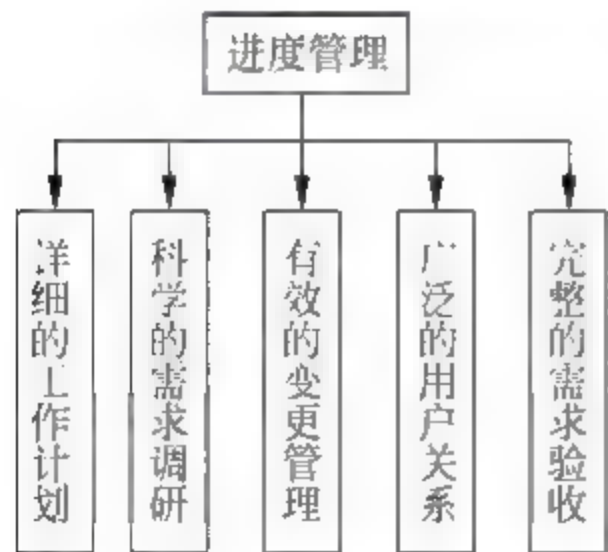 进度管理
详细的工作计划
科学的需求调研
有效的变更管理
广泛的用户关系
完整的需求验收